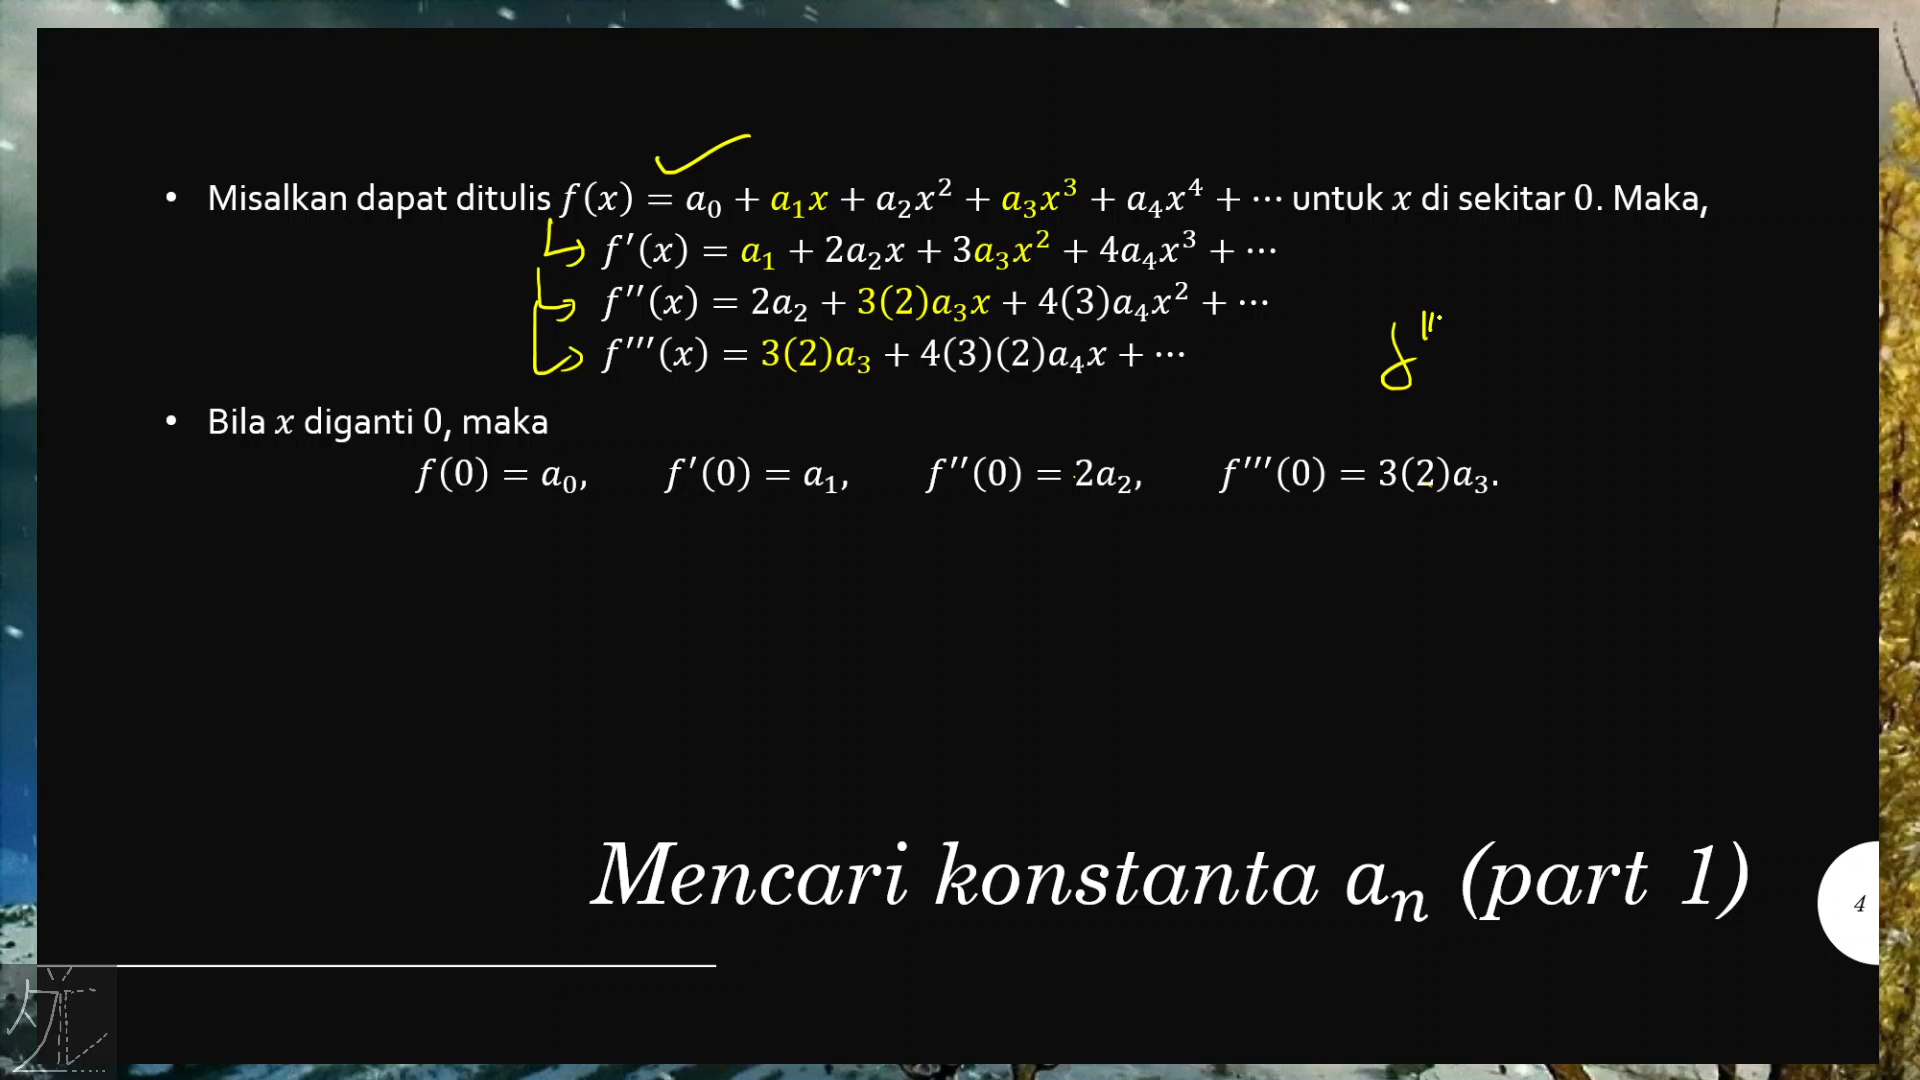 • Misalkan dapat ditulis f(x) = a₀ + a₁x + a₂x² + a₃x³ + a₄x⁴ + ⋯ untuk x di sekitar 0. Maka,
f′(x) = a₁ + 2a₂x + 3a₃x² + 4a₄x³ + ⋯
f′′(x) = 2a₂ + 3(2)a₃x + 4(3)a₄x² + ⋯
f′′′(x) = 3(2)a₃ + 4(3)(2)a₄x + ⋯
• Bila x diganti 0, maka
f(0) = a₀, f′(0) = a₁, f′′(0) = 2a₂, f′′′(0) = 3(2)a₃.
Mencari konstanta aₙ (part 1)
4